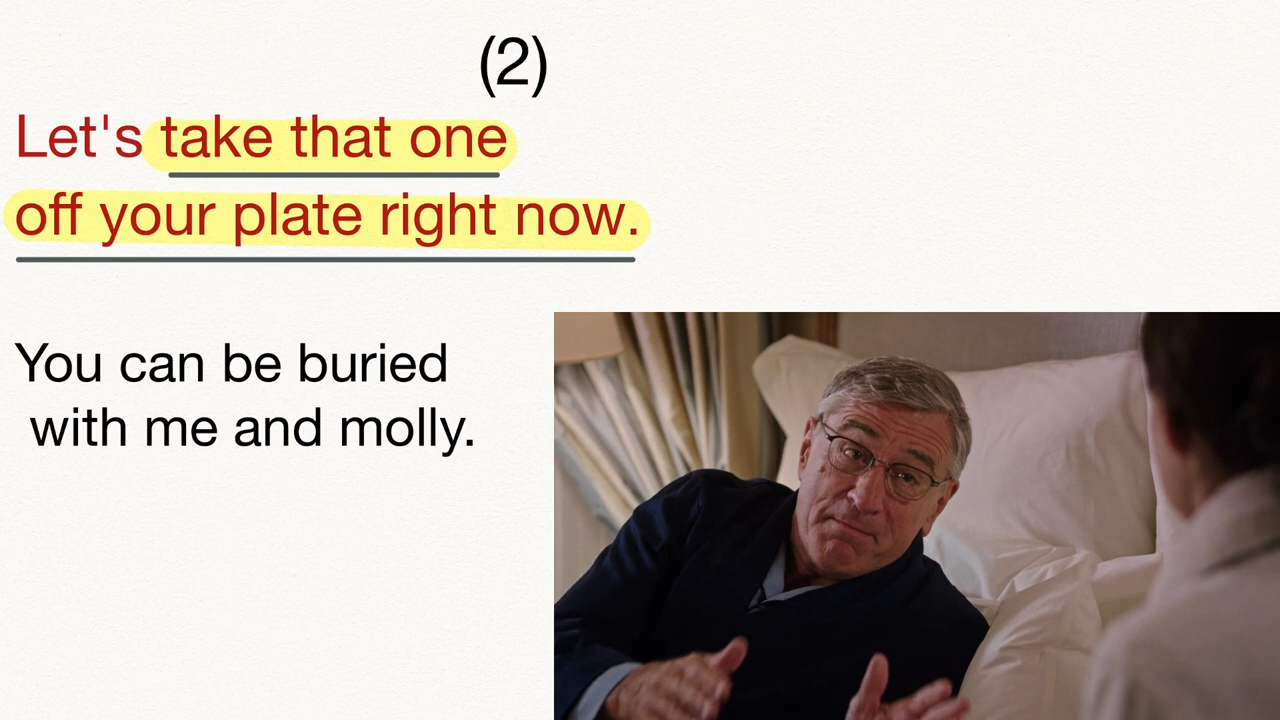 (2)
Let's take that one
off your plate right now.
You can be buried
with me and molly.